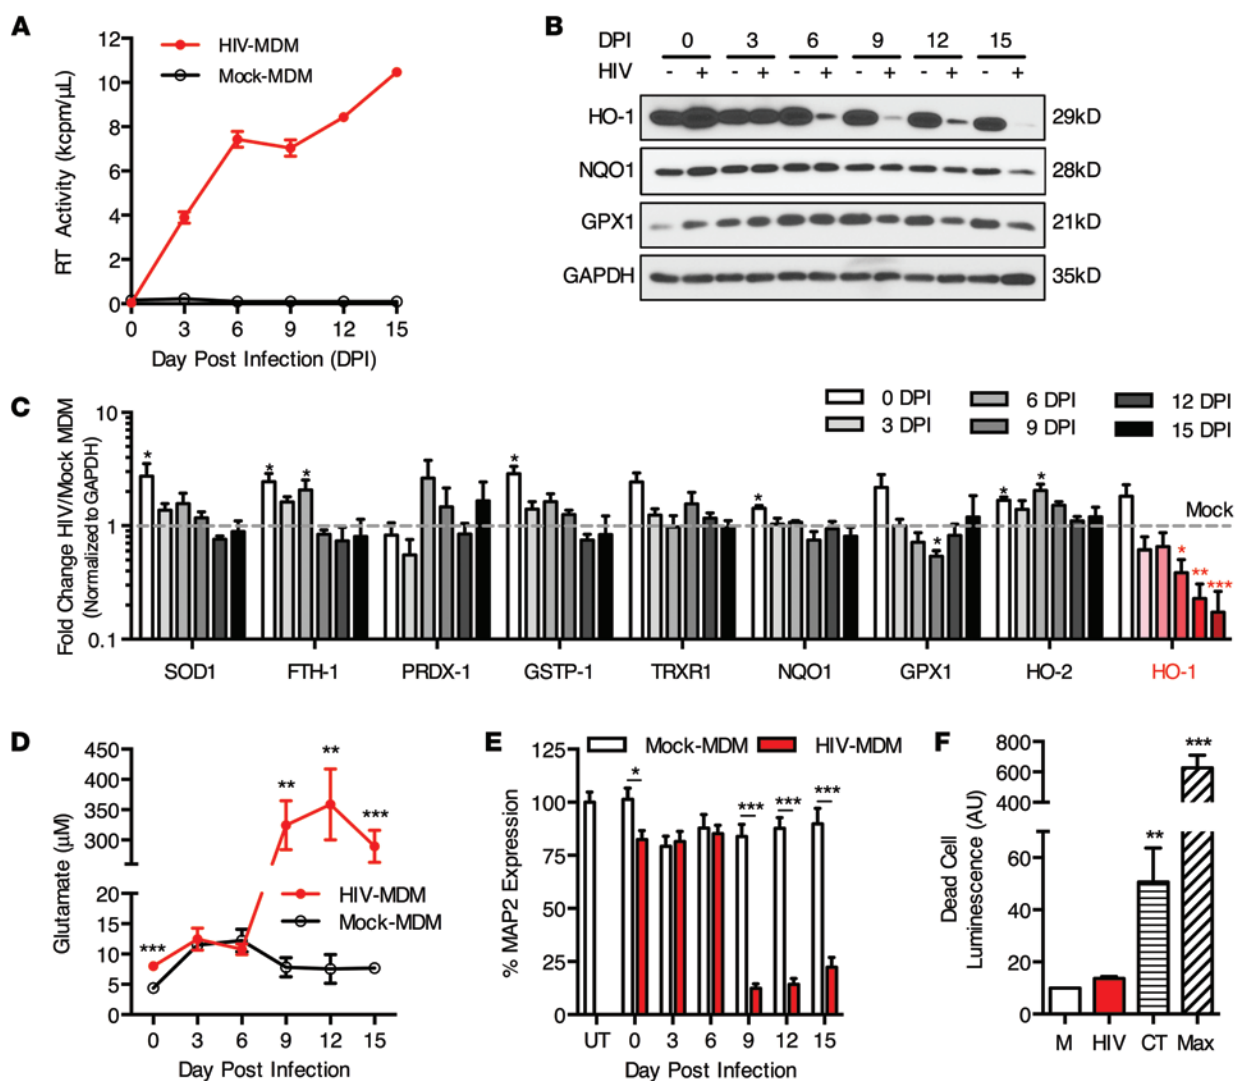 A
HIV-MDM
Mock-MDM
RT Activity (kcpm/µL)
12
10
8
6
4
2
0
0 3 6 9 12 15
Day Post Infection (DPI)
B
DPI 0 3 6 9 12 15
HIV - + - + - + - + - + - +
HO-1 29kD
NQO1 28kD
GPX1 21kD
GAPDH 35kD
C
Fold Change HIV/Mock MDM
(Normalized to GAPDH)
10
1
0.1
0 DPI 6 DPI 12 DPI
3 DPI 9 DPI 15 DPI
Mock
* * * * * * * * * ** ***
SOD1 FTH-1 PRDX-1 GSTP-1 TRXR1 NQO1 GPX1 HO-2 HO-1
D
Glutamate (µM)
450
400
350
300
20
15
10
5
0
*** ** ** ***
HIV-MDM
Mock-MDM
0 3 6 9 12 15
Day Post Infection
E
% MAP2 Expression
125
100
75
50
25
0
Mock-MDM HIV-MDM
* *** *** ***
UT 0 3 6 9 12 15
Day Post Infection
F
Dead Cell
Luminescence (AU)
800
600
400
60
40
20
0
** ***
M HIV CT Max